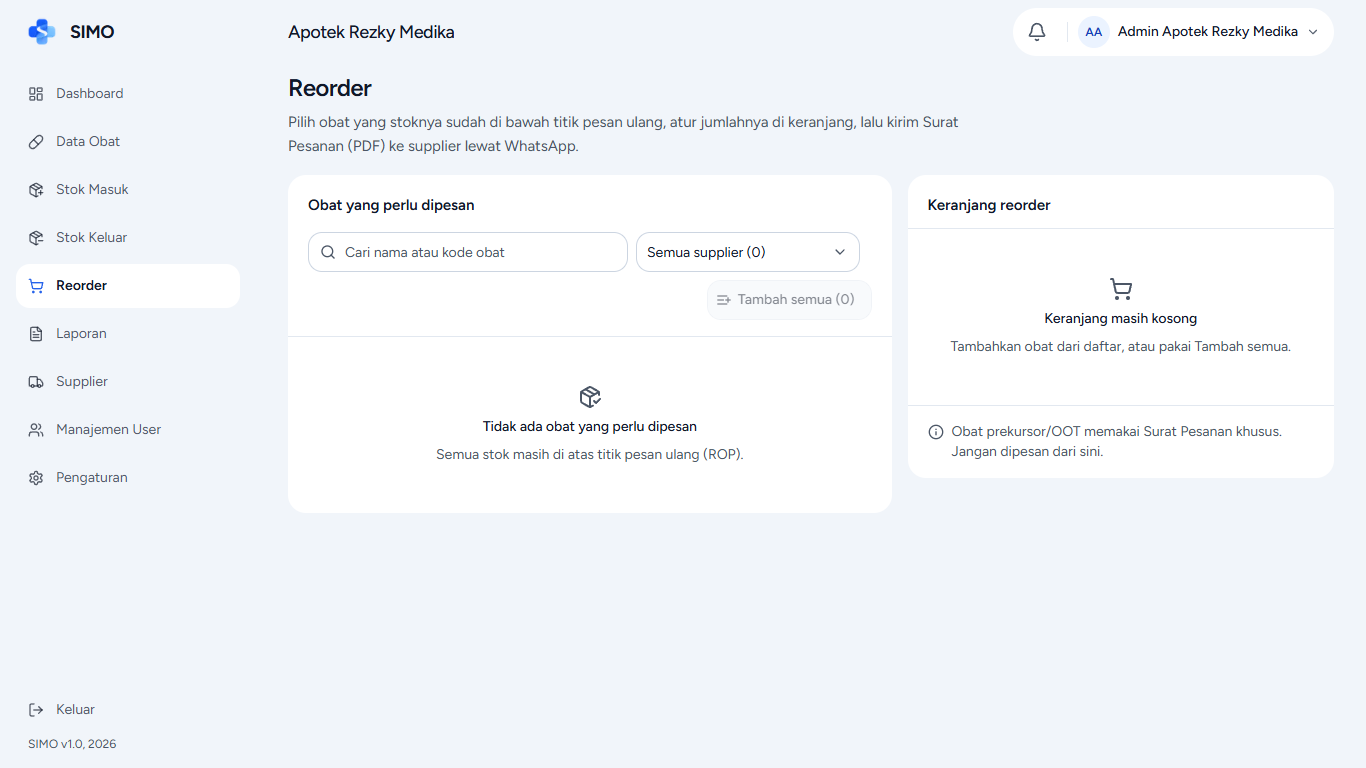 SIMO
Apotek Rezky Medika
AA
Admin Apotek Rezky Medika
Dashboard
Data Obat
Stok Masuk
Stok Keluar
Reorder
Laporan
Supplier
Manajemen User
Pengaturan
Keluar
SIMO v1.0, 2026
Reorder
Pilih obat yang stoknya sudah di bawah titik pesan ulang, atur jumlahnya di keranjang, lalu kirim Surat
Pesanan (PDF) ke supplier lewat WhatsApp.
Obat yang perlu dipesan
Cari nama atau kode obat
Semua supplier (0)
Tambah semua (0)
Tidak ada obat yang perlu dipesan
Semua stok masih di atas titik pesan ulang (ROP).
Keranjang reorder
Keranjang masih kosong
Tambahkan obat dari daftar, atau pakai Tambah semua.
Obat prekursor/OOT memakai Surat Pesanan khusus.
Jangan dipesan dari sini.